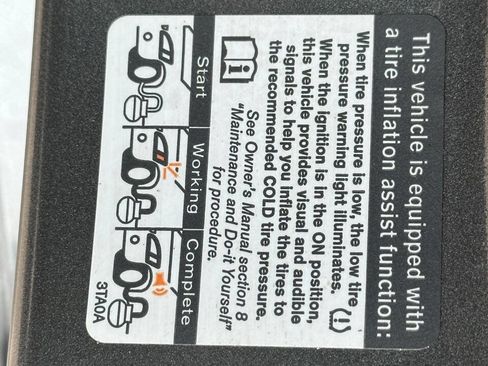 This vehicle is equipped with
a tire inflation assist function:
When tire pressure is low, the low tire
pressure warning light illuminates.
When the ignition is in the ON position,
this vehicle provides visual and audible
signals to help you inflate the tires to
the recommended COLD tire pressure.
See Owner's Manual section 8
"Maintenance and Do-it Yourself"
for procedure.
Start
Working
Complete
3TA0A